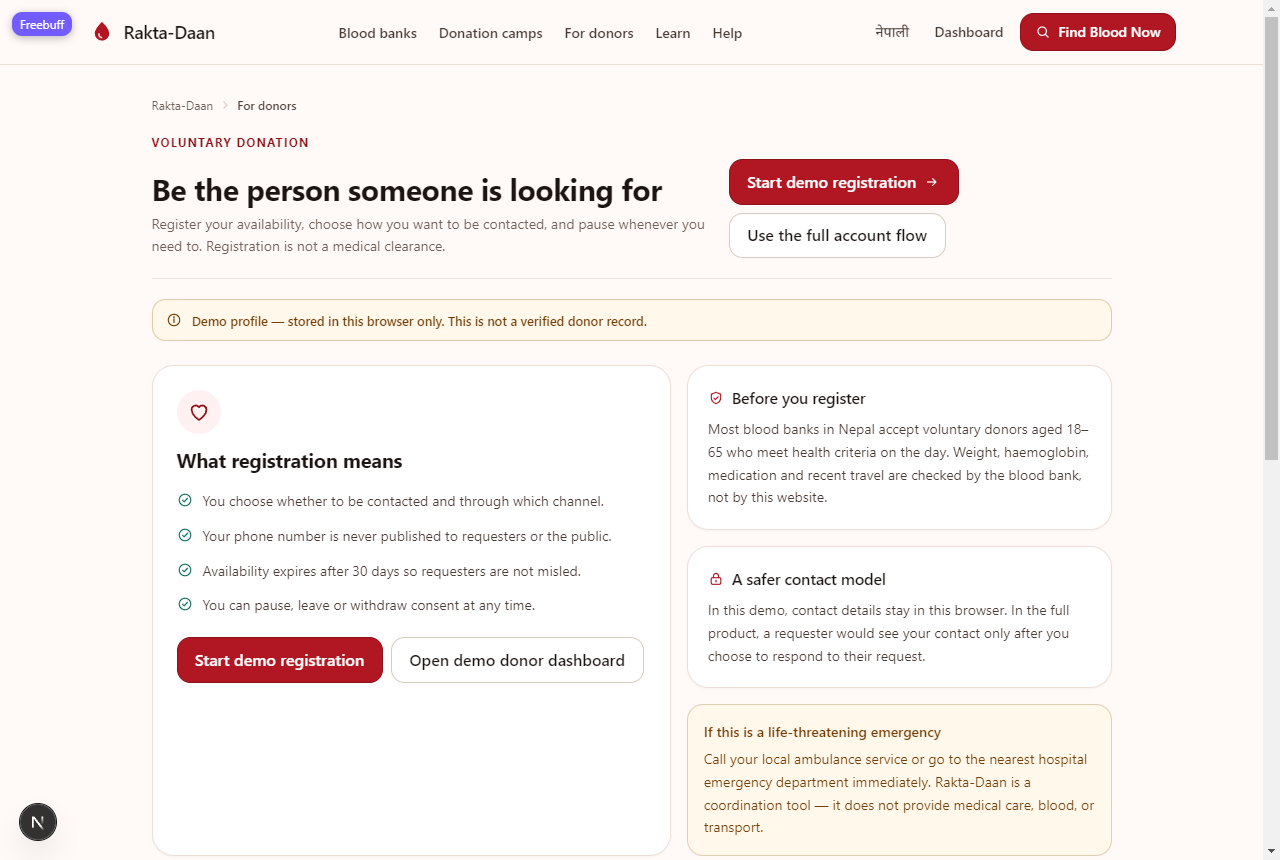 Freebuff
Rakta-Daan
Blood banks
Donation camps
For donors
Learn
Help
नेपाली
Dashboard
Find Blood Now
Rakta-Daan
For donors
VOLUNTARY DONATION
Be the person someone is looking for
Register your availability, choose how you want to be contacted, and pause whenever you
need to. Registration is not a medical clearance.
Start demo registration →
Use the full account flow
Demo profile — stored in this browser only. This is not a verified donor record.
What registration means
You choose whether to be contacted and through which channel.
Your phone number is never published to requesters or the public.
Availability expires after 30 days so requesters are not misled.
You can pause, leave or withdraw consent at any time.
Start demo registration
Open demo donor dashboard
Before you register
Most blood banks in Nepal accept voluntary donors aged 18–
65 who meet health criteria on the day. Weight, haemoglobin,
medication and recent travel are checked by the blood bank,
not by this website.
A safer contact model
In this demo, contact details stay in this browser. In the full
product, a requester would see your contact only after you
choose to respond to their request.
If this is a life-threatening emergency
Call your local ambulance service or go to the nearest hospital
emergency department immediately. Rakta-Daan is a
coordination tool — it does not provide medical care, blood, or
transport.
N